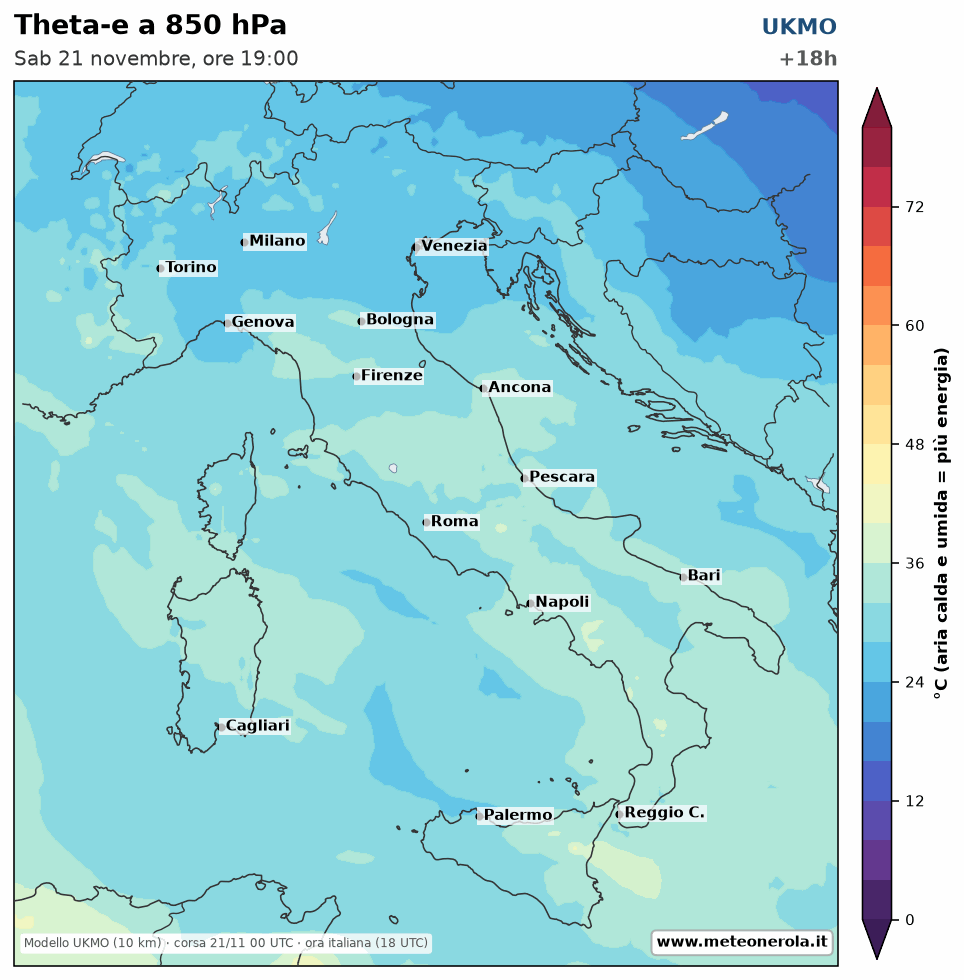 Theta-e a 850 hPa
UKMO
Sab 21 novembre, ore 19:00
+18h
Milano
Venezia
Torino
Genova
Bologna
Firenze
Ancona
Pescara
Roma
Bari
Napoli
Cagliari
Palermo
Reggio C.
72
60
48
36
24
12
0
°C (aria calda e umida = più energia)
Modello UKMO (10 km) · corsa 21/11 00 UTC · ora italiana (18 UTC)
www.meteonerola.it